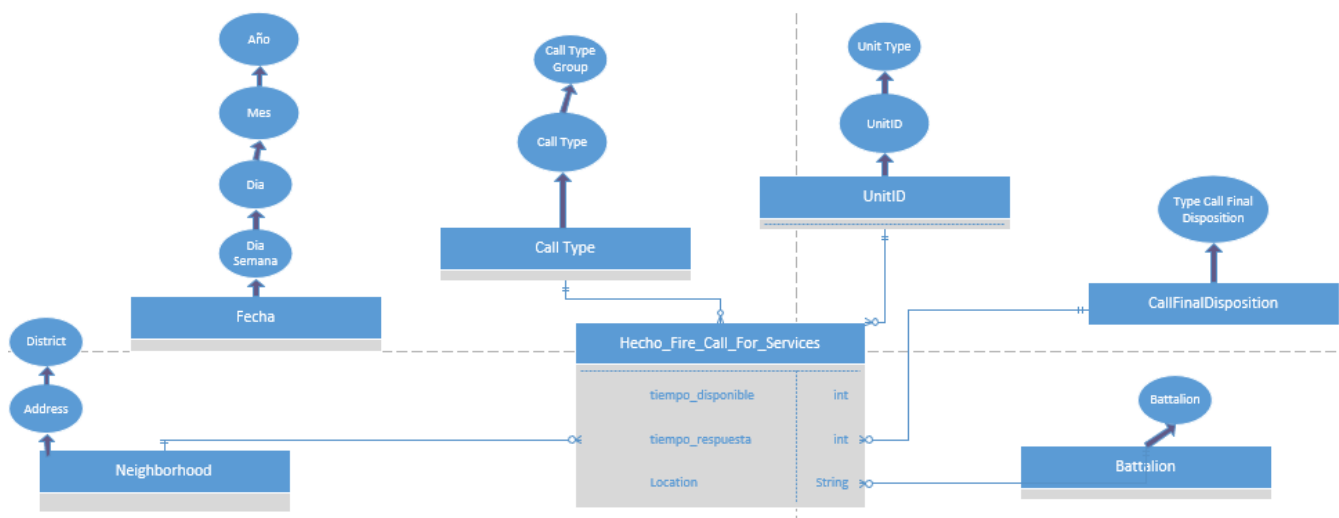 Año
Mes
Dia
Dia
Semana
Fecha
Call Type
Group
Call Type
Call Type
Unit Type
UnitID
UnitID
Type Call Final
Disposition
CallFinalDisposition
District
Address
Neighborhood
Hecho_Fire_Call_For_Services
tiempo_disponible int
tiempo_respuesta int
Location String
Battalion
Battalion